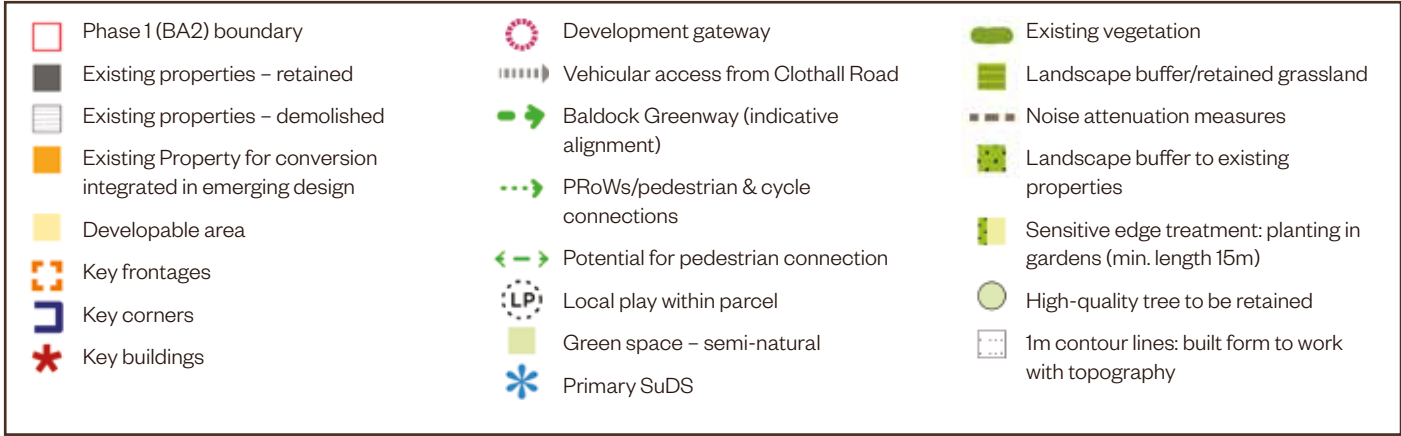 Phase 1 (BA2) boundary
Existing properties – retained
Existing properties – demolished
Existing Property for conversion
integrated in emerging design
Developable area
Key frontages
Key corners
Key buildings
Development gateway
Vehicular access from Clothall Road
Baldock Greenway (indicative
alignment)
PRoWs/pedestrian & cycle
connections
Potential for pedestrian connection
LP
Local play within parcel
Green space – semi-natural
Primary SuDS
Existing vegetation
Landscape buffer/retained grassland
Noise attenuation measures
Landscape buffer to existing
properties
Sensitive edge treatment: planting in
gardens (min. length 15m)
High-quality tree to be retained
1m contour lines: built form to work
with topography